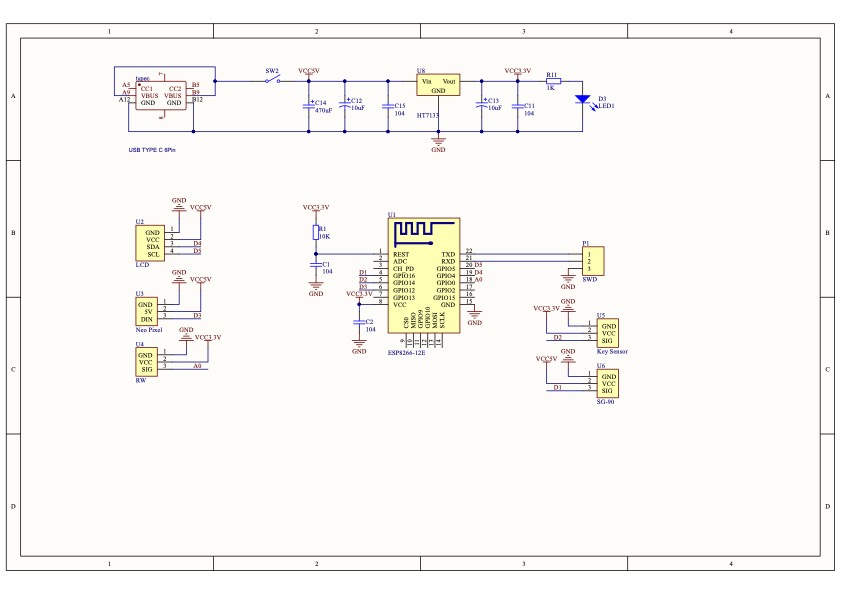 1 2 3 4
A A
typec
7
A5 CC1 CC2 B5
A9 VBUS VBUS B9
A12 GND GND B12
8
USB TYPE C 6Pin
SW2
VCC5V
C14
470uF
C12
10uF
C15
104
U8
Vin Vout
GND
HT7133
GND
C13
10uF
VCC3.3V
C11
104
R11
1K
D3
LED1
B B
GND
VCC5V
U2
GND 1
VCC 2
SDA 3 D4
SCL 4 D5
LCD
GND
VCC5V
U3
GND 1
5V 2
DIN 3 D3
Neo Pixel
GND
VCC3.3V
U4
GND 1
VCC 2
SIG 3 A0
RW
VCC3.3V
R1
10K
C1
104
GND
U1
1 REST TXD 22
2 ADC RXD 21
3 CH_PD GPIO5 20 D5
D1 4 GPIO16 GPIO4 19 D4
D2 5 GPIO14 GPIO0 18 A0
D3 6 GPIO12 GPIO2 17
VCC3.3V 7 GPIO13 GPIO15 16
8 VCC GND 15
CS0 MISO GPIO9 GPIO10 MOSI SCLK
9 10 11 12 13 14
ESP8266-12E
C2
104
GND
GND
P1
1
2
3
SWD
GND
VCC3.3V
GND
U5
1 GND
2 VCC
D2 3 SIG
Key Sensor
VCC5V
GND
U6
1 GND
2 VCC
D1 3 SIG
SG-90
C C
D D
1 2 3 4